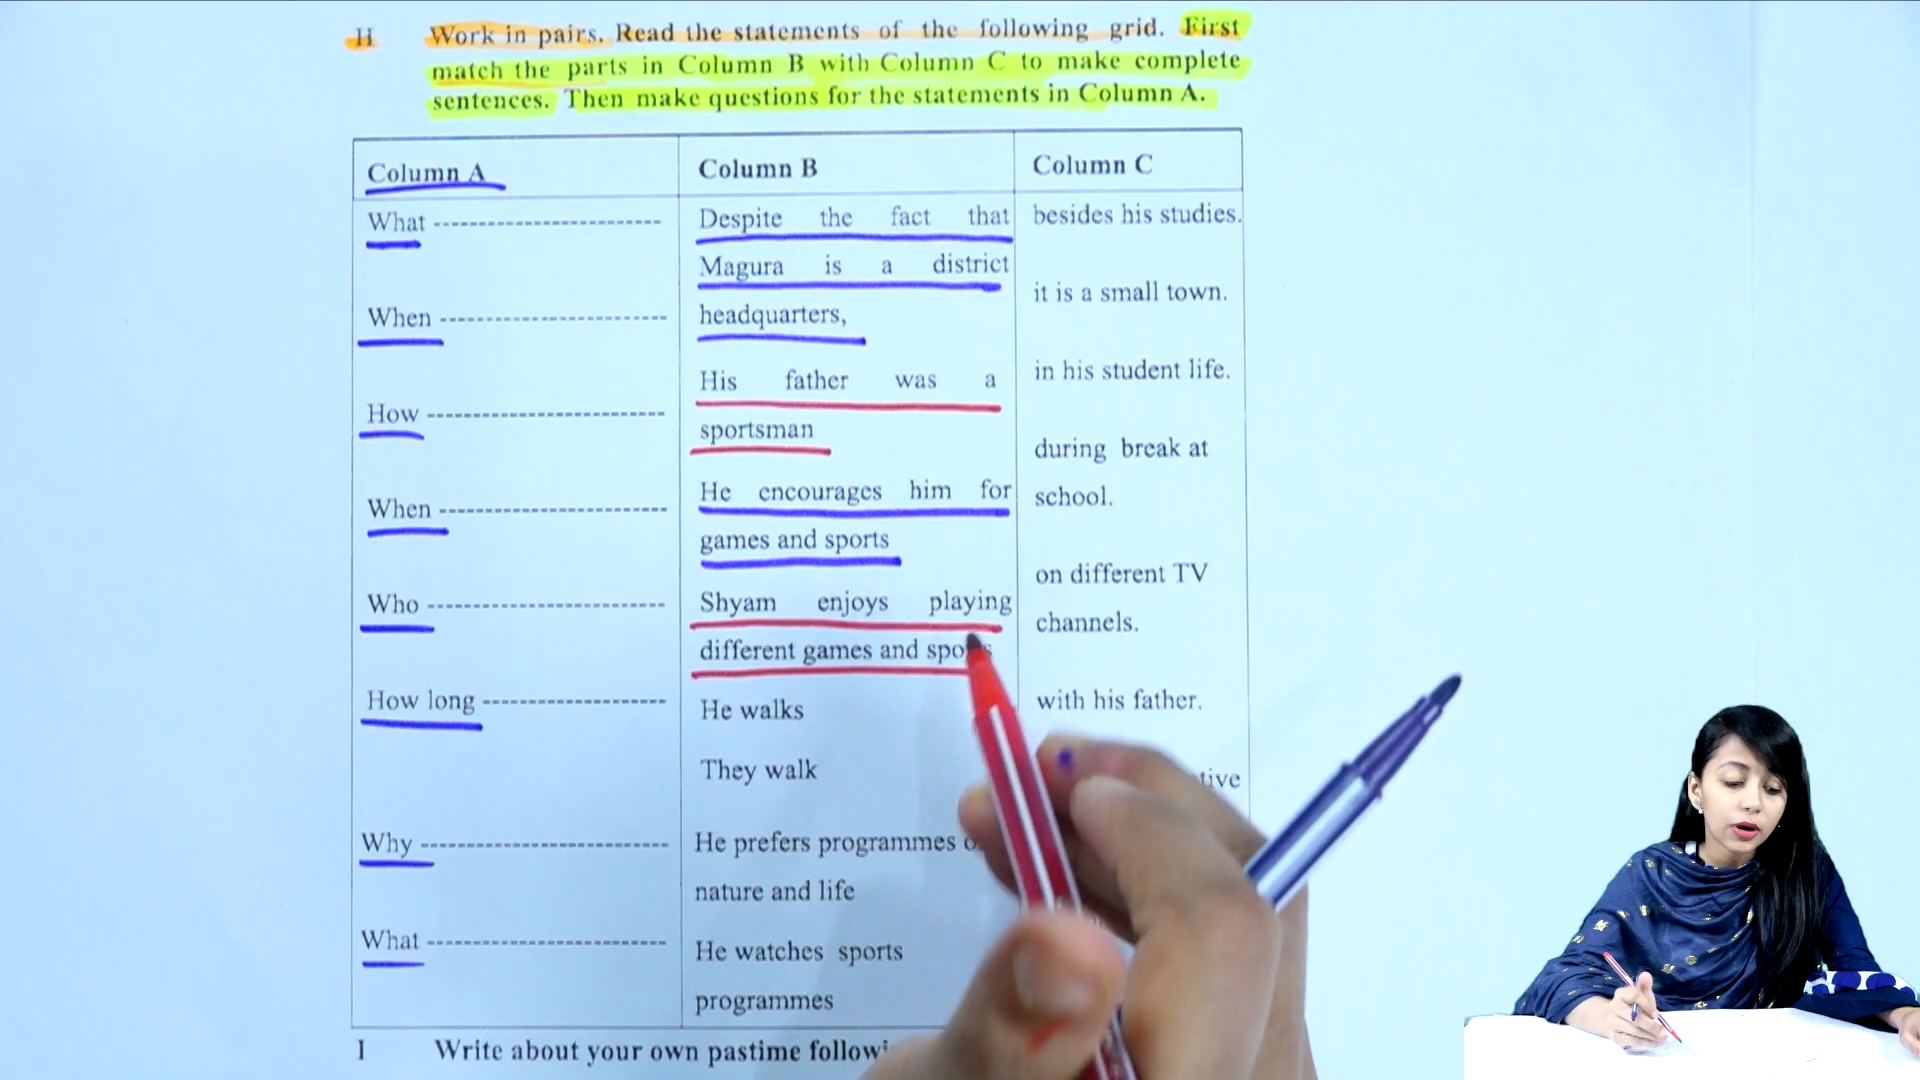 H Work in pairs. Read the statements of the following grid. First
match the parts in Column B with Column C to make complete
sentences. Then make questions for the statements in Column A.
Column A
What --------------------
When --------------------
How --------------------
When --------------------
Who --------------------
How long --------------------
Why --------------------
What --------------------
Column B
Despite the fact that
Magura is a district
headquarters,
His father was a
sportsman
He encourages him for
games and sports
Shyam enjoys playing
different games and
He walks
They walk
He prefers programmes
nature and life
He watches sports
programmes
Column C
besides his studies.
it is a small town.
in his student life.
during break at
school.
on different TV
channels.
with his father.
I Write about your own pastime